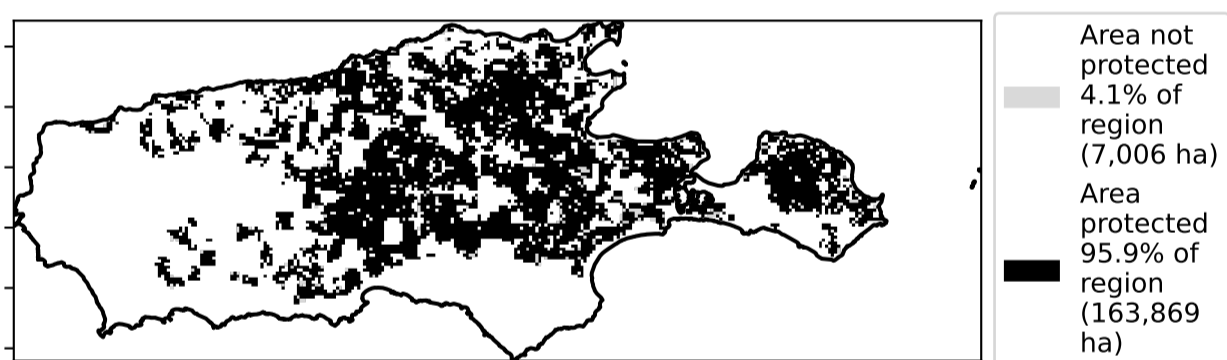 Area not
protected
4.1% of
region
(7,006 ha)
Area
protected
95.9% of
region
(163,869
ha)